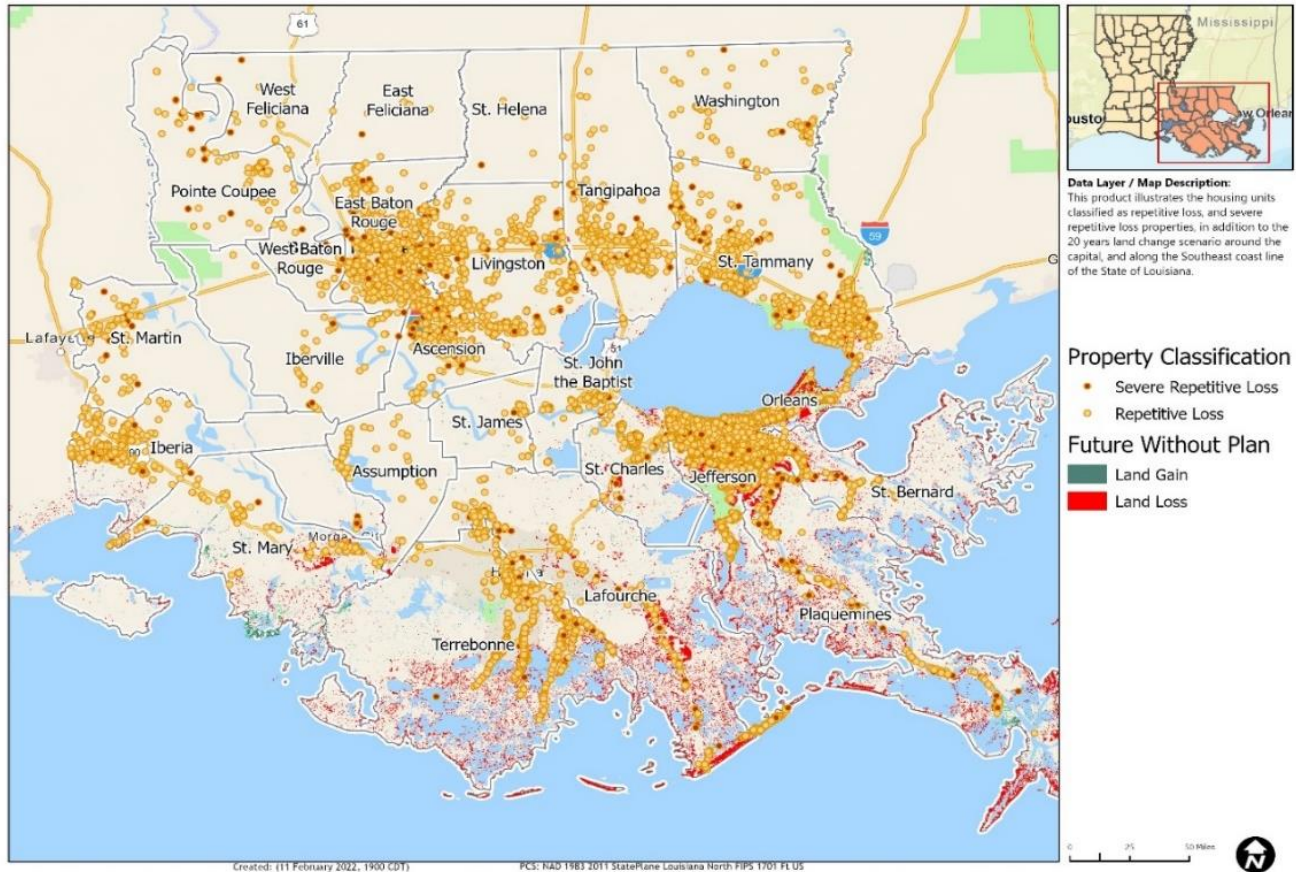 61
Mississippi
West
Feliciana
East
Feliciana
St. Helena
Washington
ousto
w Orlean
Pointe Coupee
East Baton
Rouge
Tangipahoa
Data Layer / Map Description:
This product illustrates the housing units
classified as repetitive loss, and severe
repetitive loss properties, in addition to the
20 years land change scenario around the
capital, and along the Southeast coast line
of the State of Louisiana.
59
West Baton
Rouge
Livingston
St. Tammany
G
Lafaye
St. Martin
Iberville
Ascension
51
St. John
the Baptist
Orleans
Property Classification
Severe Repetitive Loss
Repetitive Loss
Future Without Plan
Land Gain
Land Loss
90
Iberia
St. James
Assumption
St. Charles
Jefferson
St. Bernard
St. Mary
Morga
Lafourche
Plaquemines
Terrebonne
0 25 50 Miles
N
Created: (11 February 2022, 1900 CDT)
PCS: NAD 1983 2011 StatePlane Louisiana North FIPS 1701 Ft US